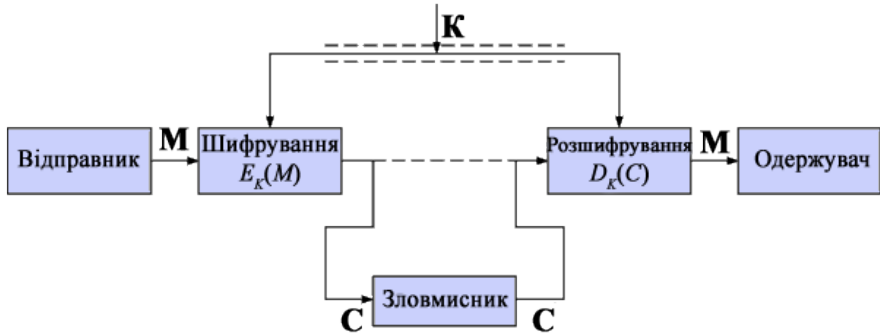 К
Відправник
М
Шифрування
E_K(M)
Розшифрування
D_K(C)
М
Одержувач
С
Зловмисник
С